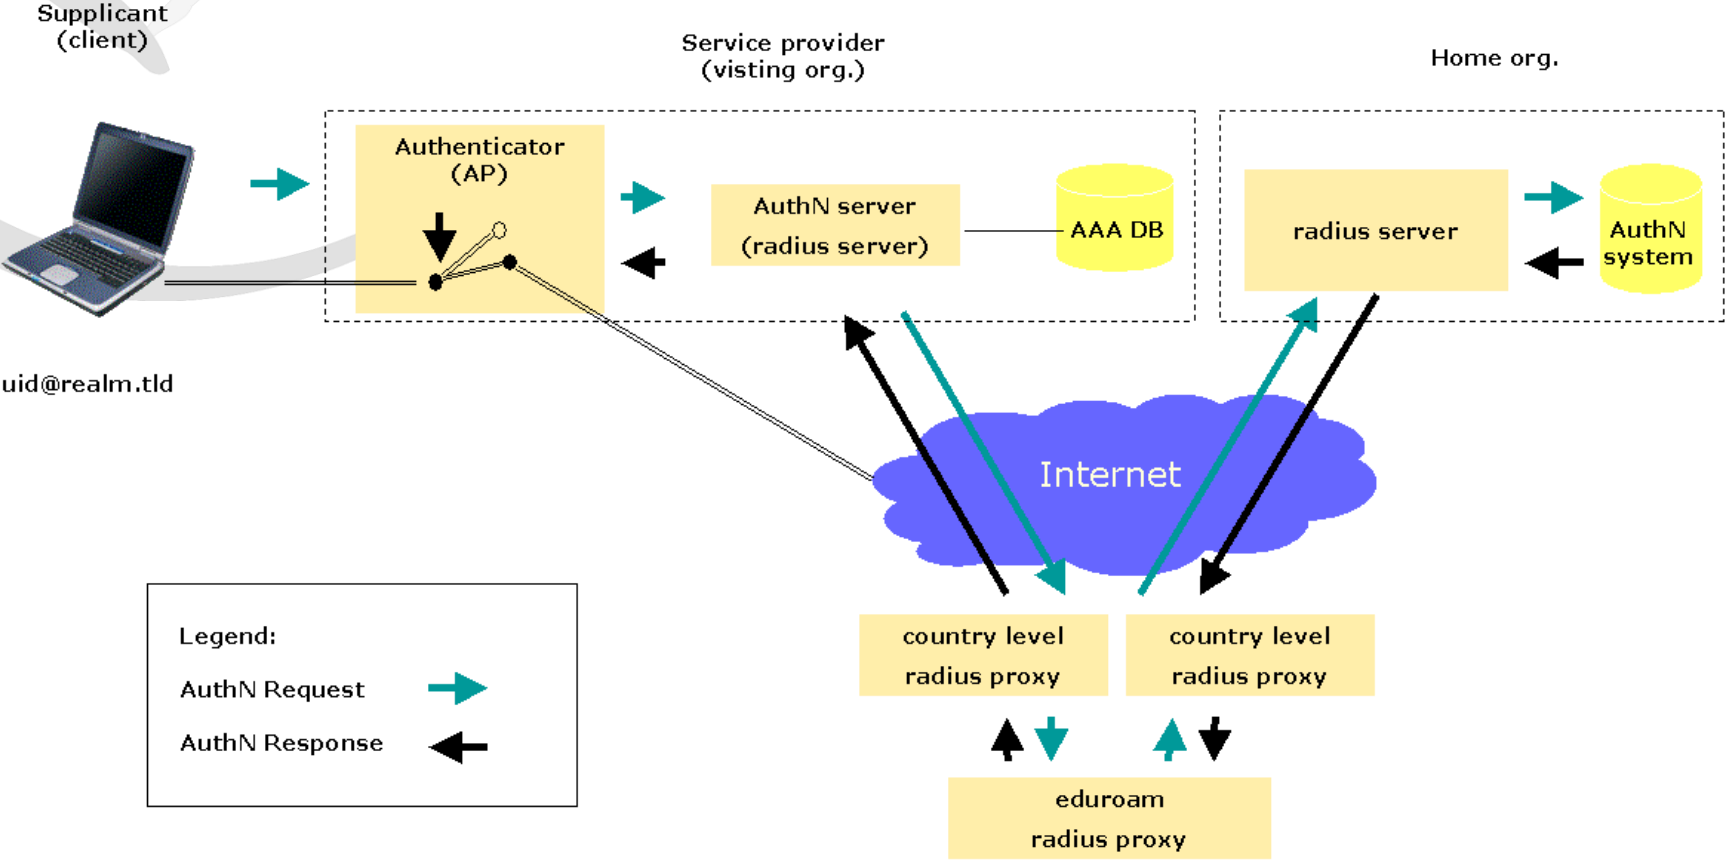 Supplicant
(client)
Service provider
(visting org.)
Home org.
Authenticator
(AP)
AuthN server
(radius server)
AAA DB
radius server
AuthN
system
uid@realm.tld
Internet
Legend:
AuthN Request
AuthN Response
country level
radius proxy
country level
radius proxy
eduroam
radius proxy